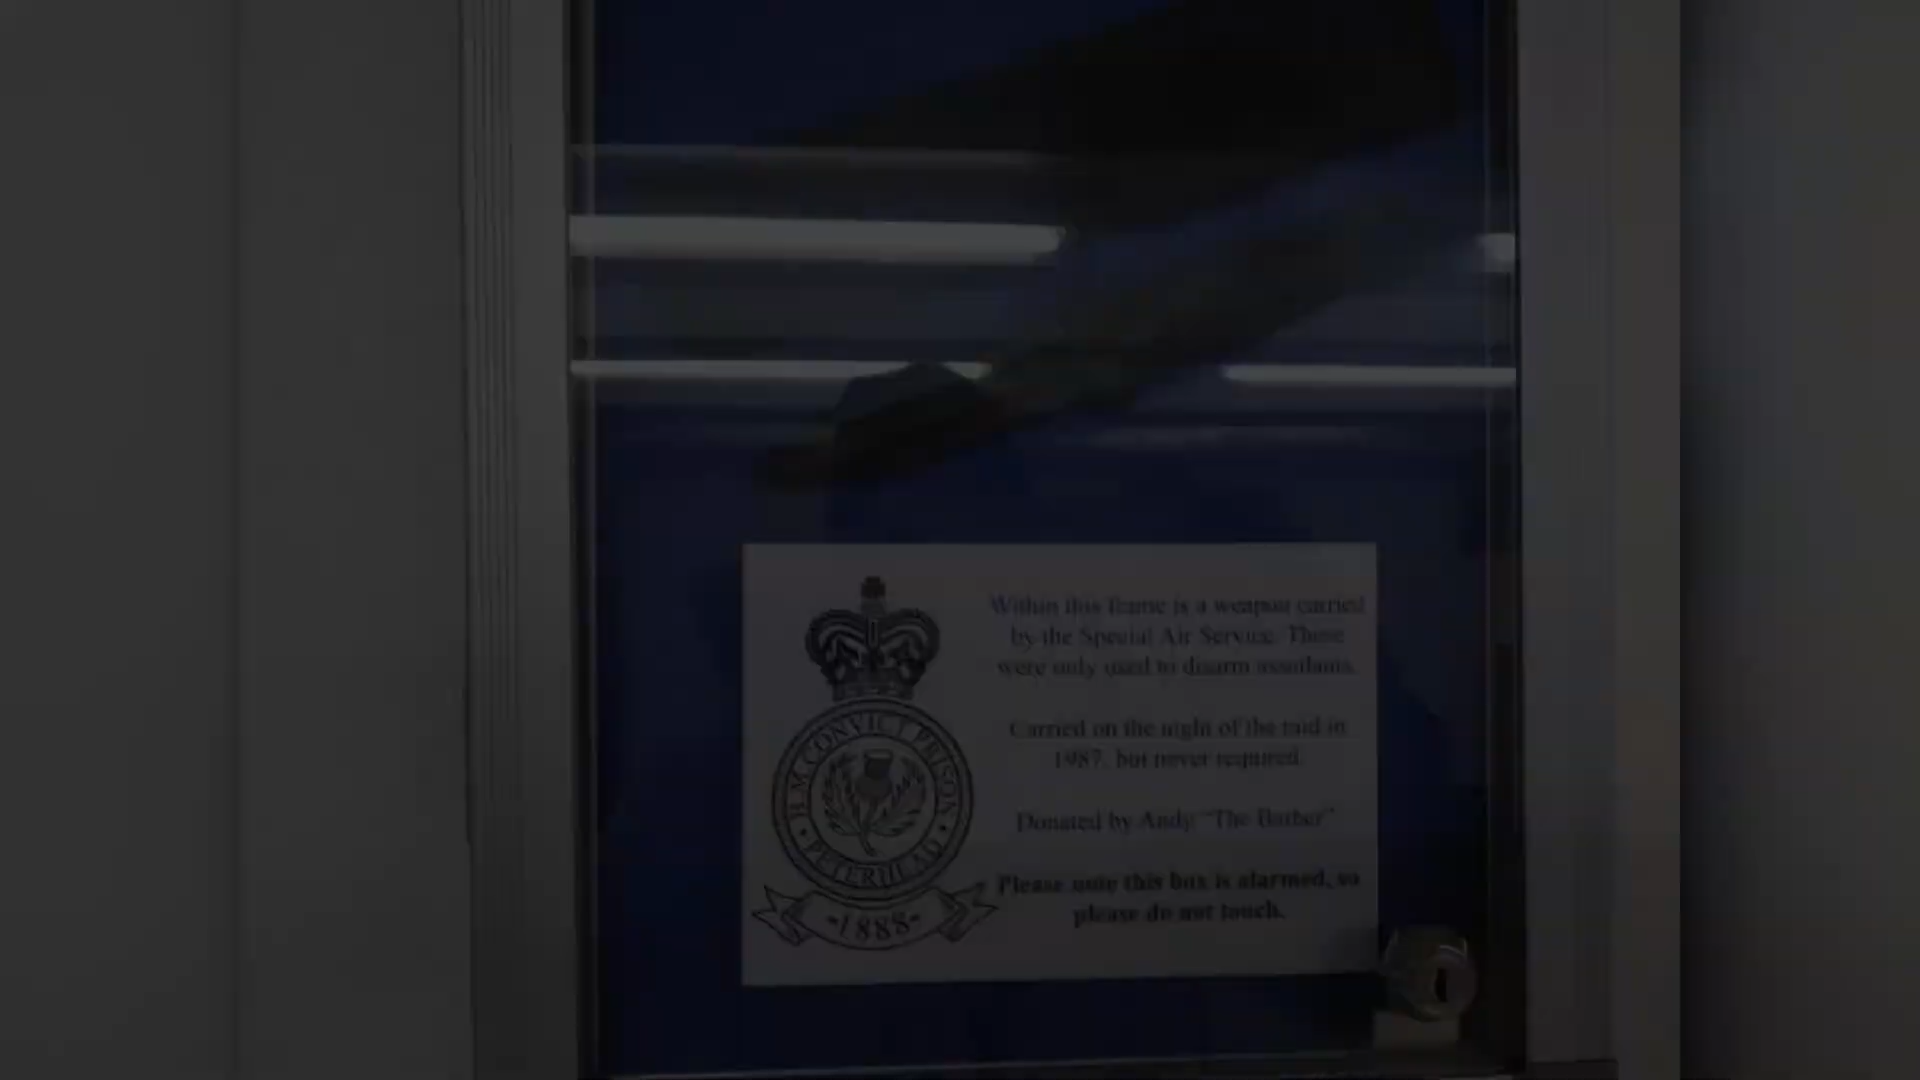 Within this frame is a weapon carried
by the Special Air Service. These
were only used to disarm assailants.
Carried on the night of the raid in
1987, but never required.
Donated by Andy "The Barber"
Please note this box is alarmed, so
please do not touch.
H.M. CONVICT PRISON
• PETERHEAD •
-1888-